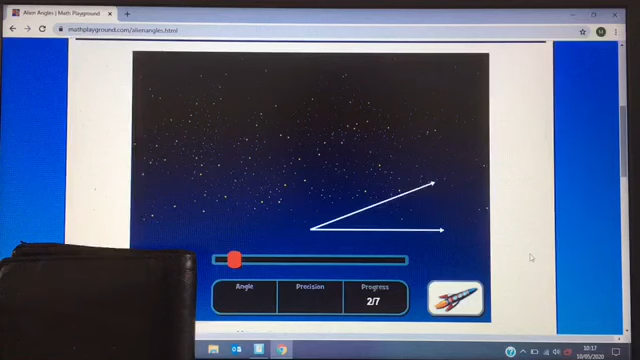 Alien Angles | Math Playground
mathplayground.com/alienangles.html
Angle
Precision
Progress
2/7
10:17
10/05/2020